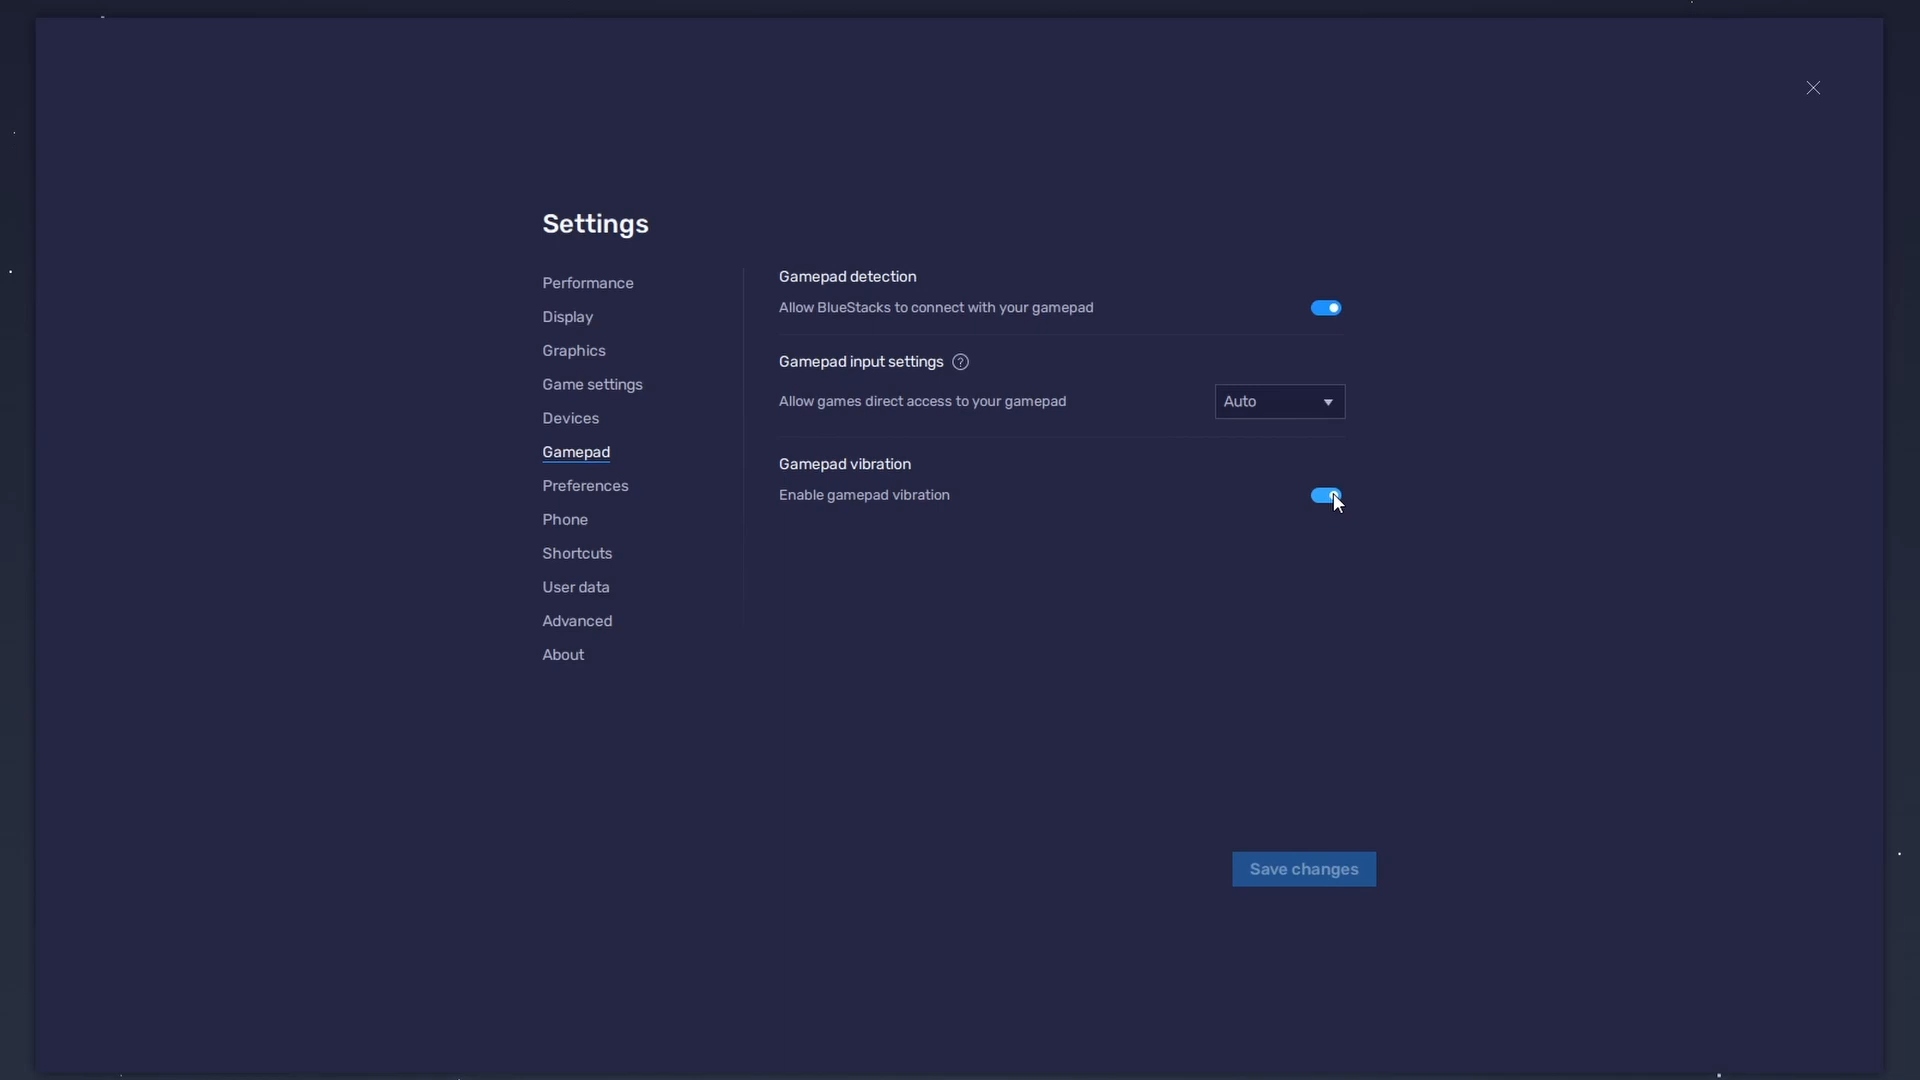 Settings
Performance
Display
Graphics
Game settings
Devices
Gamepad
Preferences
Phone
Shortcuts
User data
Advanced
About
Gamepad detection
Allow BlueStacks to connect with your gamepad
Gamepad input settings ?
Allow games direct access to your gamepad
Auto
Gamepad vibration
Enable gamepad vibration
Save changes